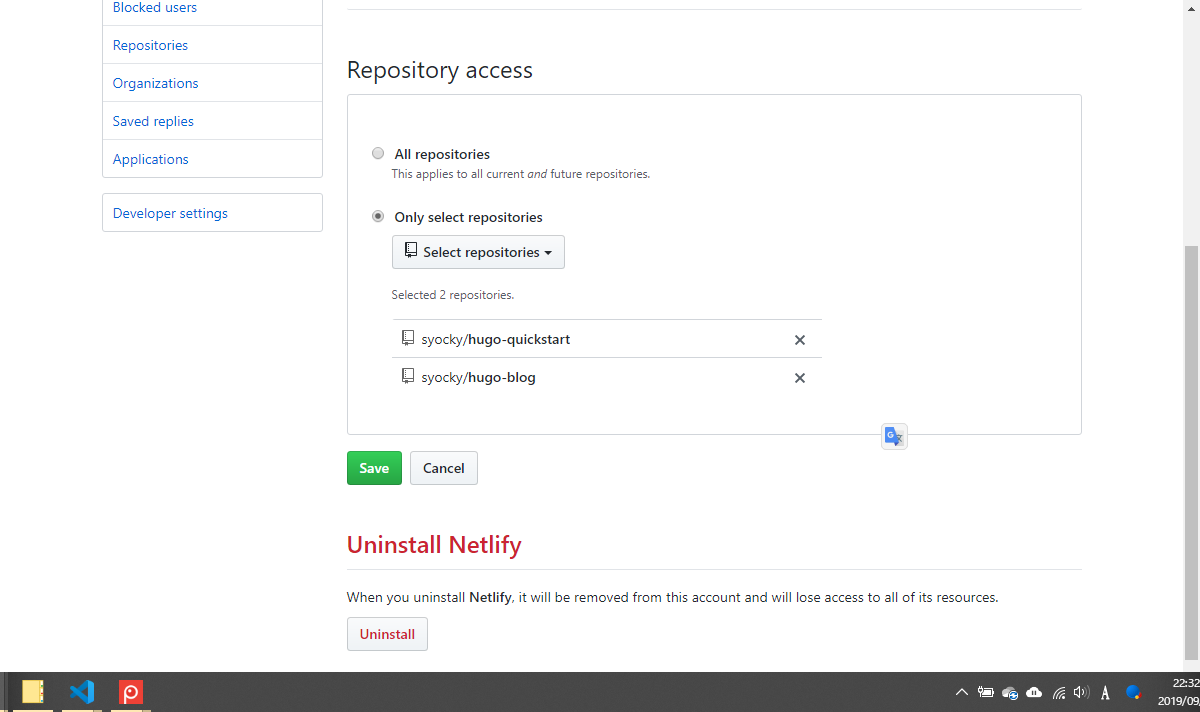 Blocked users
Repositories
Organizations
Saved replies
Applications
Developer settings
Repository access
All repositories
This applies to all current and future repositories.
Only select repositories
Select repositories
Selected 2 repositories.
syocky/hugo-quickstart
syocky/hugo-blog
Save
Cancel
Uninstall Netlify
When you uninstall Netlify, it will be removed from this account and will lose access to all of its resources.
Uninstall
A
22:32
2019/09